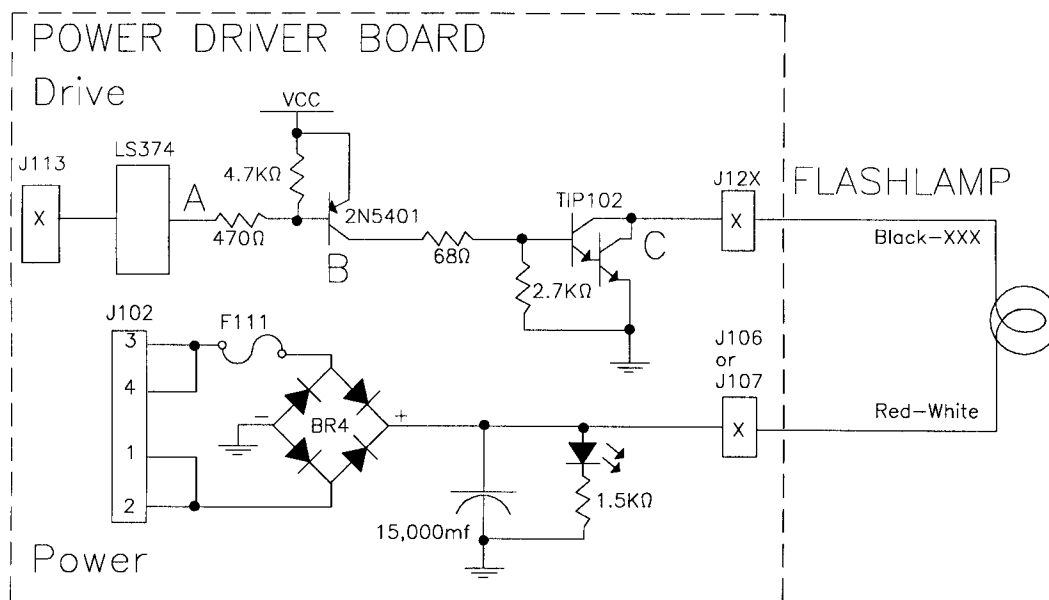 POWER DRIVER BOARD
Drive
VCC
J113
LS374
X
A
4.7KΩ
470Ω
2N5401
B
68Ω
TIP102
2.7KΩ
C
J12X
X
FLASHLAMP
Black-XXX
J102
3
4
1
2
F111
-
BR4
+
15,000mf
1.5KΩ
J106
or
J107
X
Red-White
Power